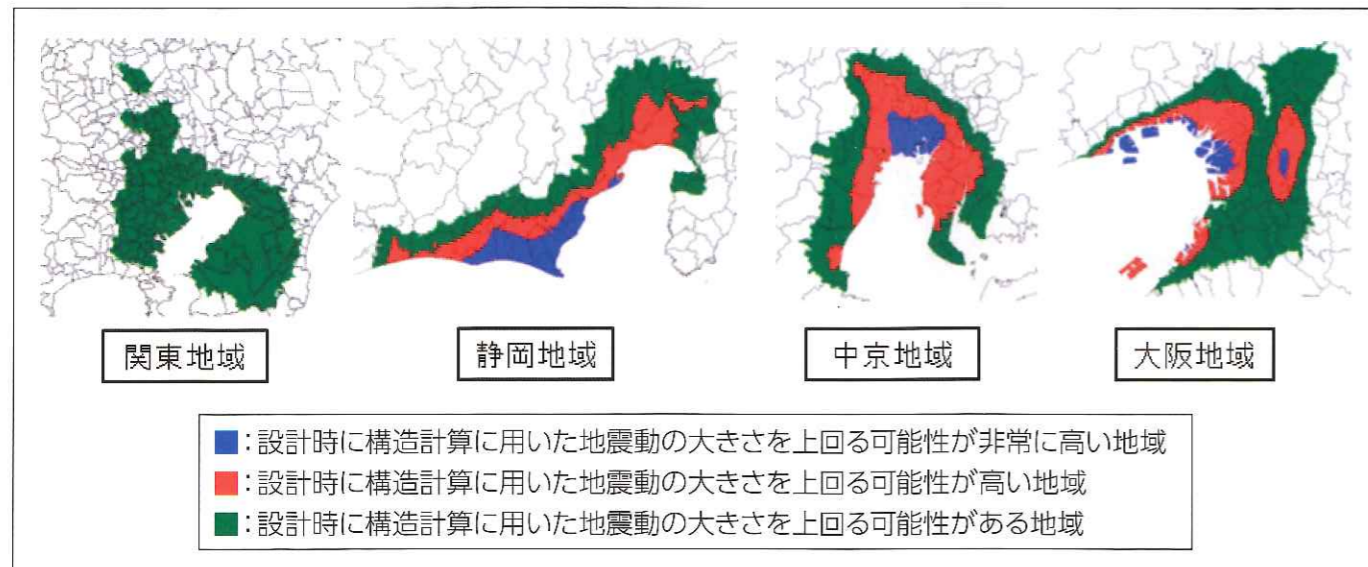 関東地域
静岡地域
中京地域
大阪地域
■：設計時に構造計算に用いた地震動の大きさを上回る可能性が非常に高い地域
■：設計時に構造計算に用いた地震動の大きさを上回る可能性が高い地域
■：設計時に構造計算に用いた地震動の大きさを上回る可能性がある地域